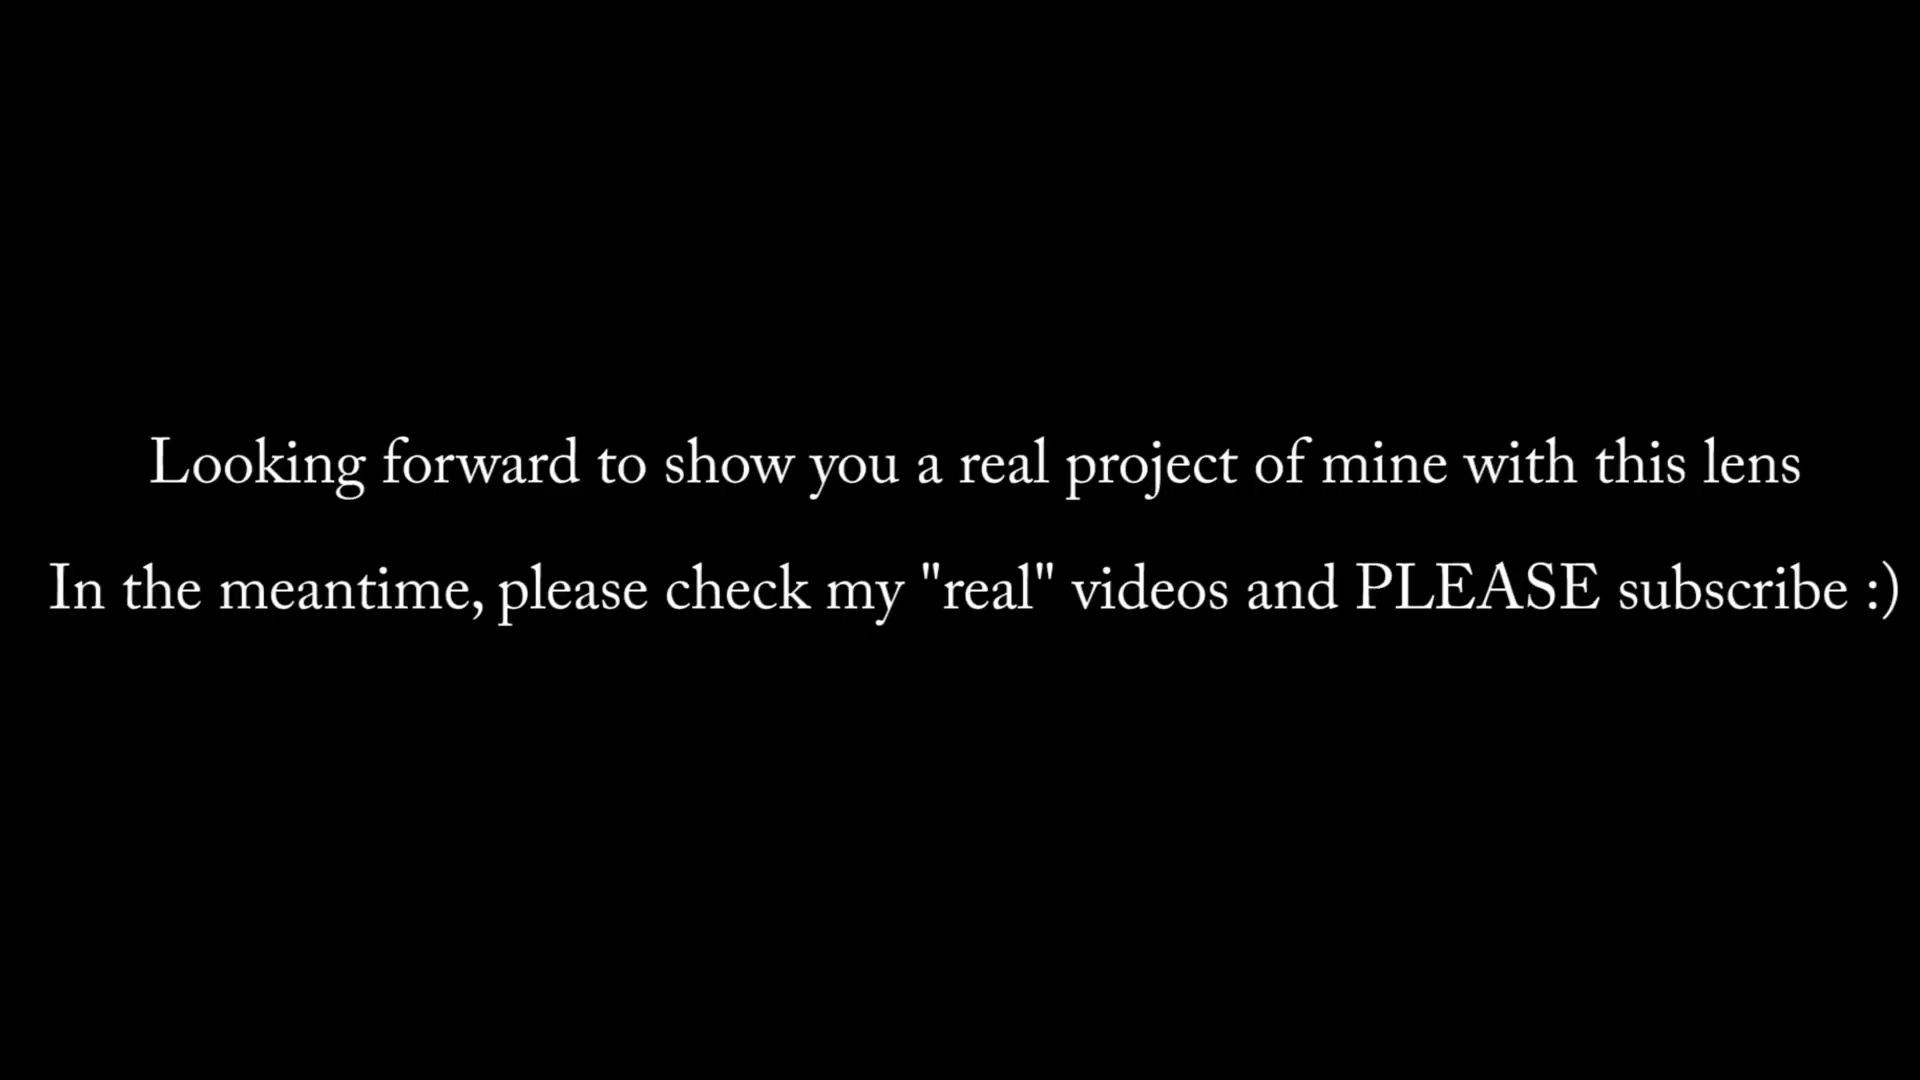 Looking forward to show you a real project of mine with this lens
In the meantime, please check my "real" videos and PLEASE subscribe :)